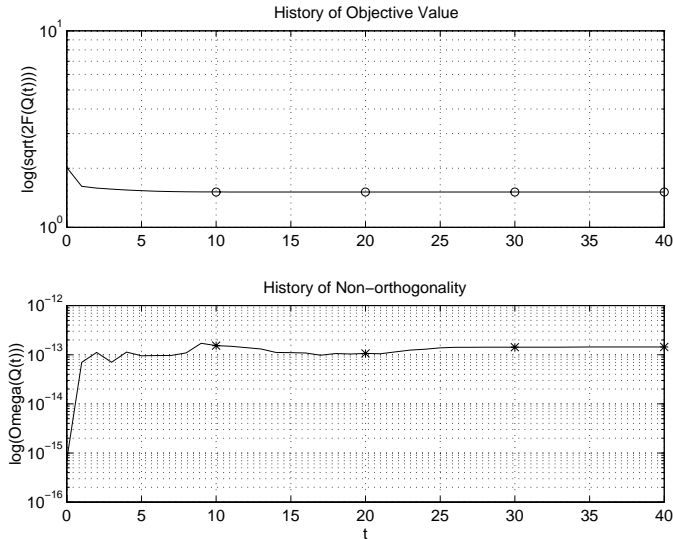 History of Objective Value
10^1
10^0
log(sqrt(2F(Q(t))))
0 5 10 15 20 25 30 35 40
History of Non-orthogonality
10^-12
10^-13
10^-14
10^-15
10^-16
log(Omega(Q(t)))
0 5 10 15 20 25 30 35 40
t